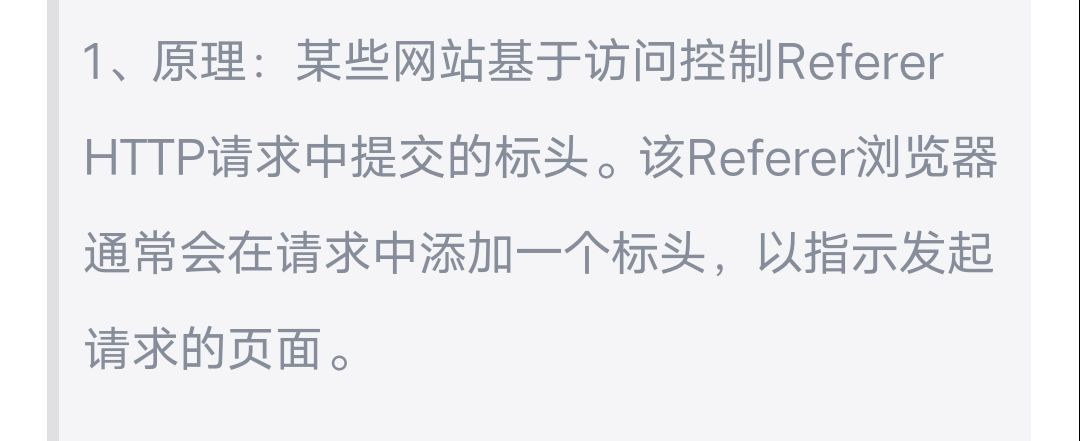 1、原理：某些网站基于访问控制Referer
HTTP请求中提交的标头。该Referer浏览器
通常会在请求中添加一个标头，以指示发起
请求的页面。